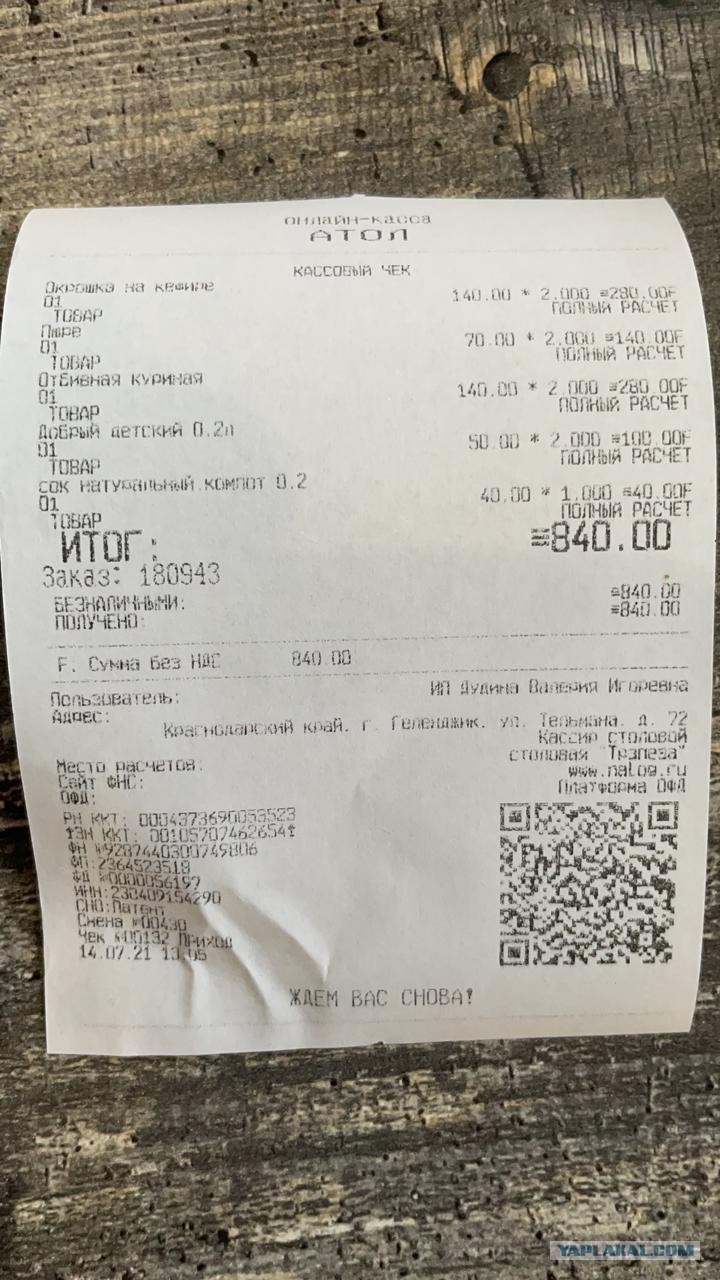 ОНЛАЙН-КАССА
АТОЛ
КАССОВЫЙ ЧЕК
Окрошка на кефире
01 140.00 * 2.000 ≡280.00F
ТОВАР ПОЛНЫЙ РАСЧЕТ
Пюре
01 70.00 * 2.000 ≡140.00F
ТОВАР ПОЛНЫЙ РАСЧЕТ
Отбивная куриная
01 140.00 * 2.000 ≡280.00F
ТОВАР ПОЛНЫЙ РАСЧЕТ
Добрый детский 0.2л
01 50.00 * 2.000 ≡100.00F
ТОВАР ПОЛНЫЙ РАСЧЕТ
сок натуральный.компот 0.2
01 40.00 * 1.000 ≡40.00F
ТОВАР ПОЛНЫЙ РАСЧЕТ
ИТОГ: ≡840.00
Заказ: 180943
БЕЗНАЛИЧНЫМИ: ≡840.00
ПОЛУЧЕНО: ≡840.00
F. Сумма без НДС 840.00
Пользователь: ИП Дудина Валерия Игоревна
Адрес: Краснодарский край, г. Геленджик, ул. Тельмана, д. 72
Кассир столовой
Место расчетов: столовая "Трапеза"
Сайт ФНС: www.nalog.ru
ОФД: Платформа ОФД
РН ККТ: 0004373690053523
ЗН ККТ: 00105707462654
ФН №9287440300749806
ФП:2364523518
ФД №0000056197
ИНН:230409154290
СНО:Патент
Смена №00430
Чек №00132 Приход
14.07.21 13:05
ЖДЕМ ВАС СНОВА!
YAPLAKAL.COM